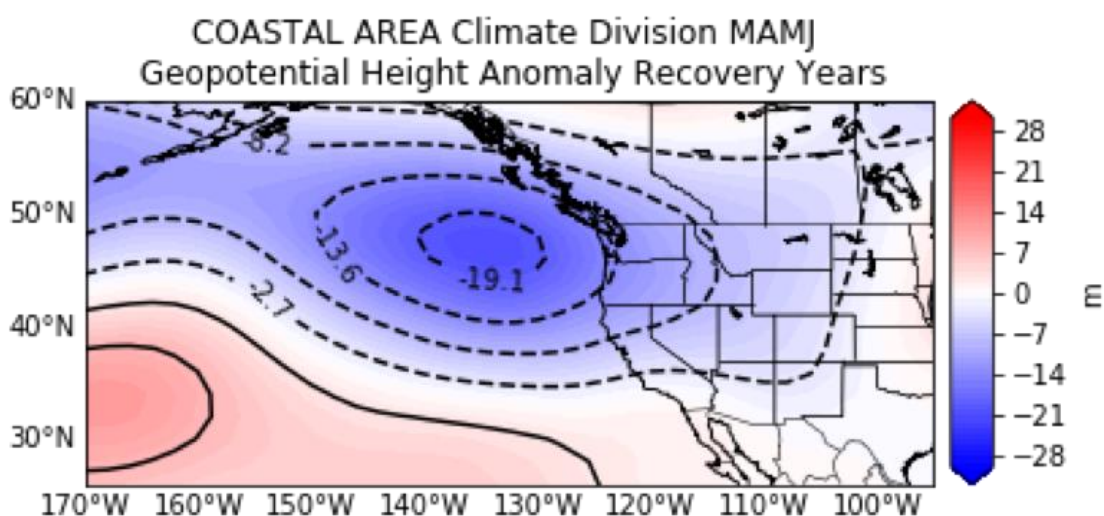 COASTAL AREA Climate Division MAMJ
Geopotential Height Anomaly Recovery Years
60°N
50°N
40°N
30°N
170°W 160°W 150°W 140°W 130°W 120°W 110°W 100°W
-8.2
-13.6
-19.1
-2.7
28
21
14
7
0
−7
−14
−21
−28
m